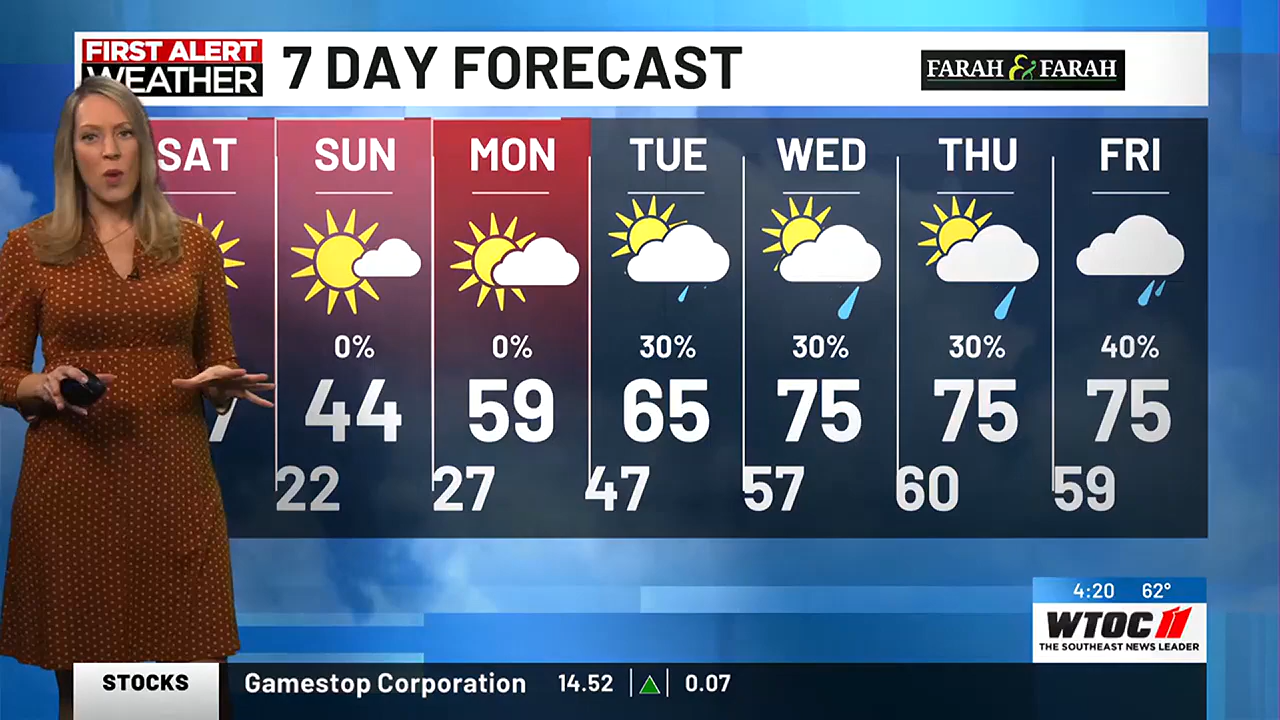 FIRST ALERT
WEATHER
7 DAY FORECAST
FARAH & FARAH
SAT SUN MON TUE WED THU FRI
0% 0% 30% 30% 30% 40%
7 44 59 65 75 75 75
22 27 47 57 60 59
4:20 62°
WTOC 11
THE SOUTHEAST NEWS LEADER
STOCKS Gamestop Corporation 14.52 0.07